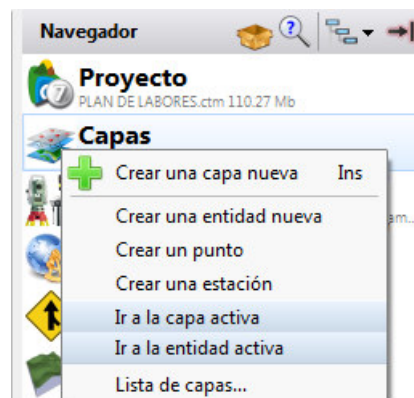 Navegador
Proyecto
PLAN DE LABORES.ctm 110.27 Mb
Capas
Crear una capa nueva Ins
Crear una entidad nueva
am...
Crear un punto
Crear una estación
Ir a la capa activa
Ir a la entidad activa
Lista de capas...